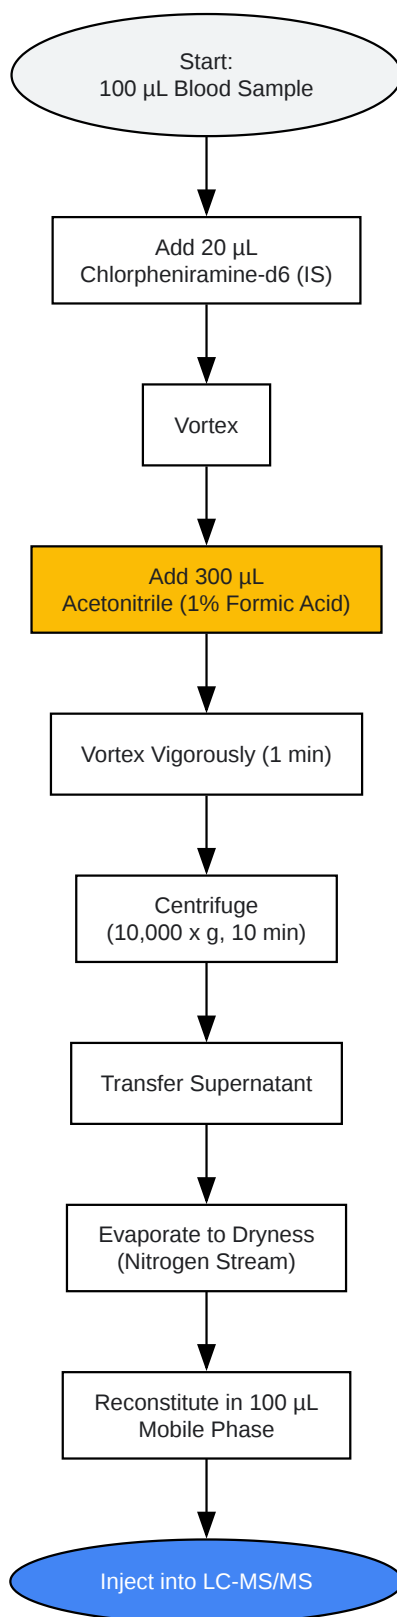 Start:
100 µL Blood Sample
Add 20 µL
Chlorpheniramine-d6 (IS)
Vortex
Add 300 µL
Acetonitrile (1% Formic Acid)
Vortex Vigorously (1 min)
Centrifuge
(10,000 x g, 10 min)
Transfer Supernatant
Evaporate to Dryness
(Nitrogen Stream)
Reconstitute in 100 µL
Mobile Phase
Inject into LC-MS/MS